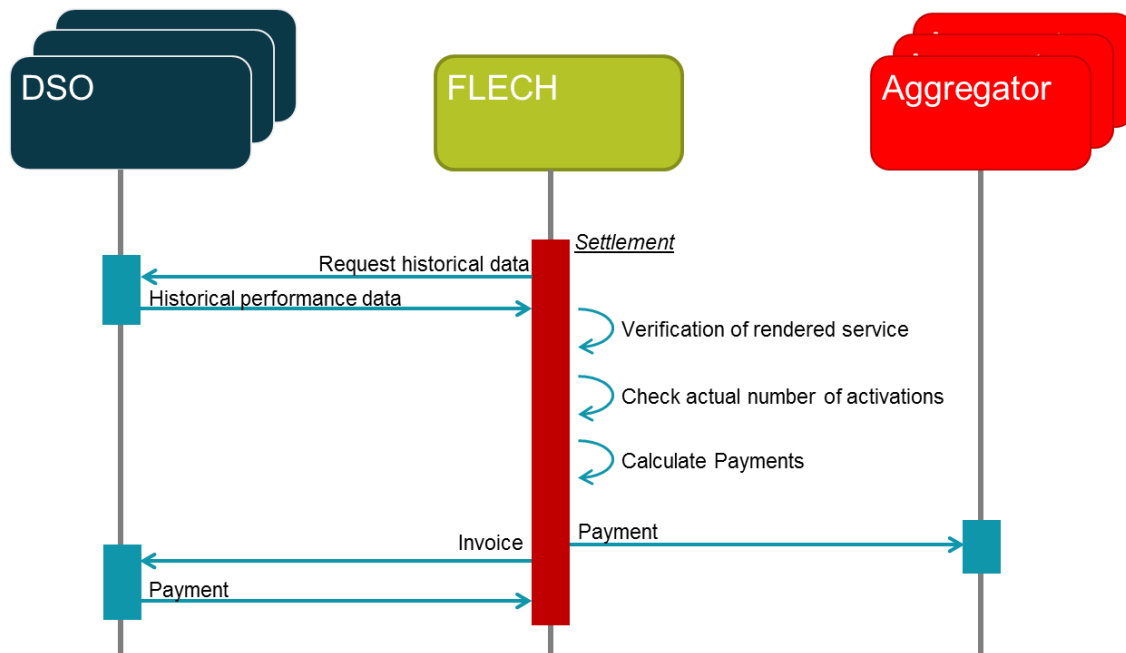 DSO
FLECH
Aggregator
Settlement
Request historical data
Historical performance data
Verification of rendered service
Check actual number of activations
Calculate Payments
Payment
Invoice
Payment